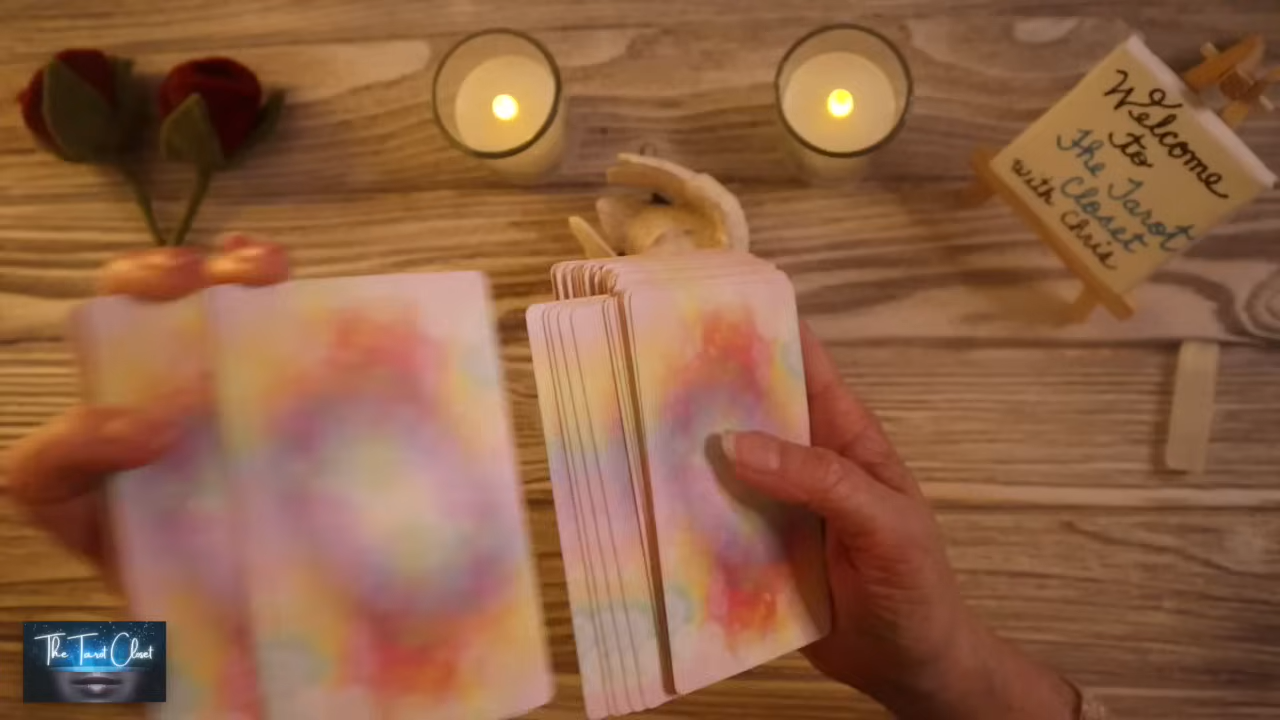 Welcome
to
The Tarot
Closet
with Chris
The Tarot Closet